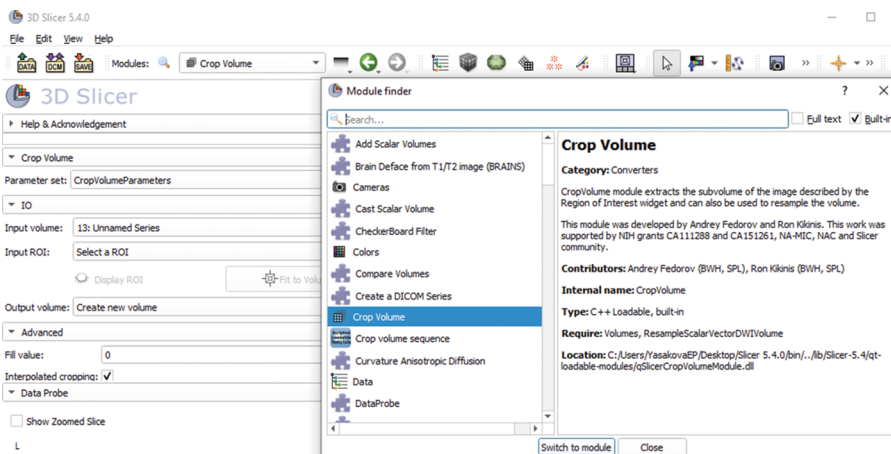 3D Slicer 5.4.0
File Edit View Help
DATA DCM SAVE Modules: Crop Volume
3D Slicer
Help & Acknowledgement
Crop Volume
Parameter set: CropVolumeParameters
IO
Input volume: 13: Unnamed Series
Input ROI: Select a ROI
Display ROI Fit to Volu
Output volume: Create new volume
Advanced
Fill value: 0
Interpolated cropping:
Data Probe
Show Zoomed Slice
L
Module finder ?
Search... Full text Built-in
Add Scalar Volumes
Brain Deface from T1/T2 image (BRAINS)
Cameras
Cast Scalar Volume
CheckerBoard Filter
Colors
Compare Volumes
Create a DICOM Series
Crop Volume
Crop volume sequence
Curvature Anisotropic Diffusion
Data
DataProbe
Crop Volume
Category: Converters
CropVolume module extracts the subvolume of the image described by the
Region of Interest widget and can also be used to resample the volume.
This module was developed by Andrey Fedorov and Ron Kikinis. This work was
supported by NIH grants CA111288 and CA151261, NA-MIC, NAC and Slicer
community.
Contributors: Andrey Fedorov (BWH, SPL), Ron Kikinis (BWH, SPL)
Internal name: CropVolume
Type: C++ Loadable, built-in
Require: Volumes, ResampleScalarVectorDWIVolume
Location: C:/Users/YasakovaEP/Desktop/Slicer 5.4.0/bin/../lib/Slicer-5.4/qt-
loadable-modules/qSlicerCropVolumeModule.dll
Switch to module Close